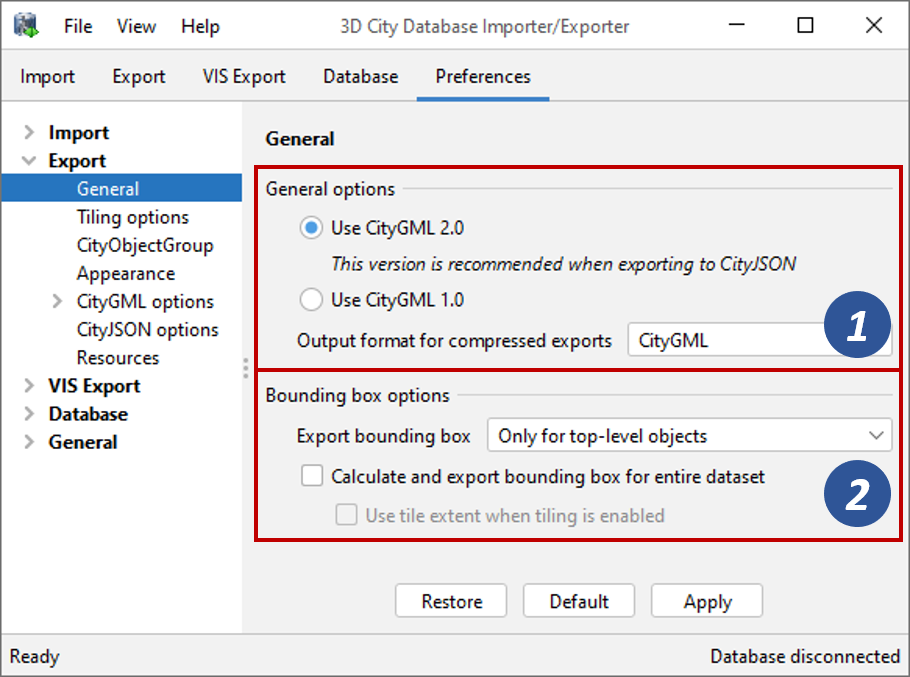 File View Help 3D City Database Importer/Exporter
Import Export VIS Export Database Preferences
Import
Export
General
Tiling options
CityObjectGroup
Appearance
CityGML options
CityJSON options
Resources
VIS Export
Database
General
General
General options
Use CityGML 2.0
This version is recommended when exporting to CityJSON
Use CityGML 1.0
Output format for compressed exports CityGML
1
Bounding box options
Export bounding box Only for top-level objects
Calculate and export bounding box for entire dataset
Use tile extent when tiling is enabled
2
Restore Default Apply
Ready Database disconnected